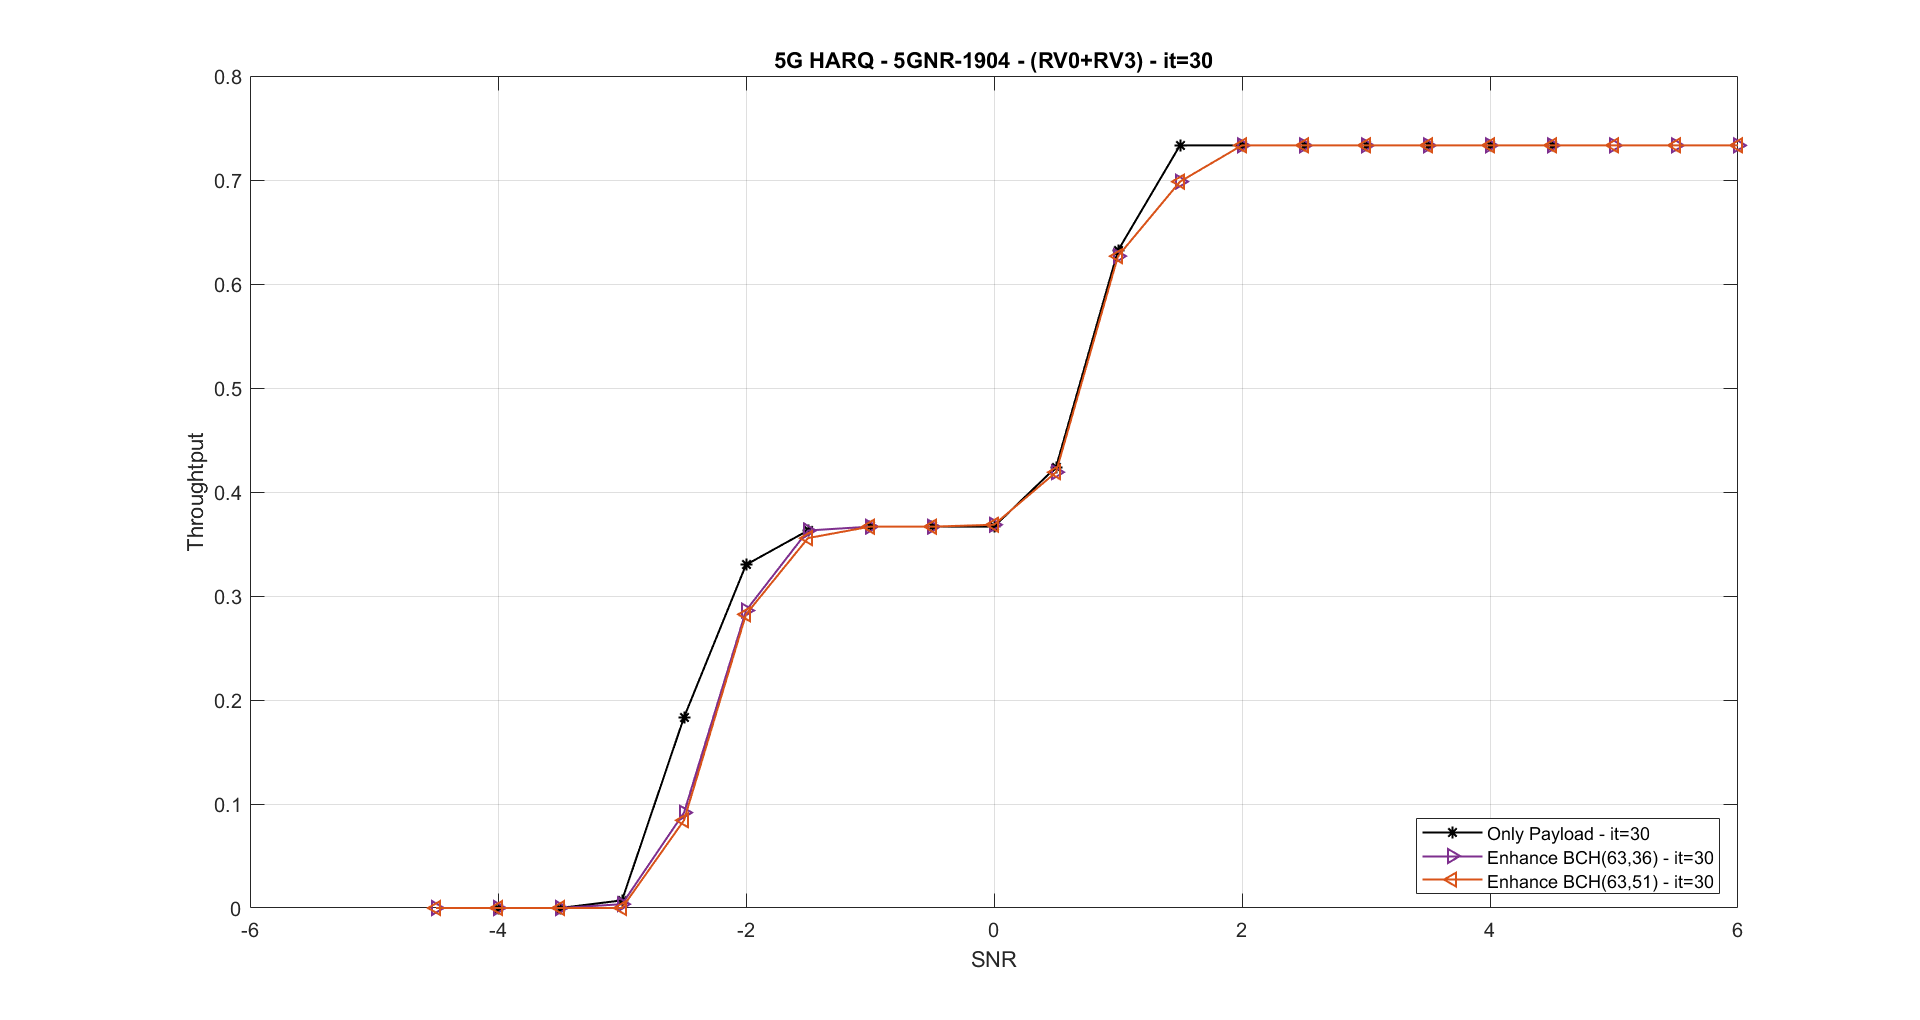 5G HARQ - 5GNR-1904 - (RV0+RV3) - it=30
0.8
0.7
0.6
0.5
0.4
0.3
0.2
0.1
0
Throughtput
-6 -4 -2 0 2 4 6
SNR
Only Payload - it=30
Enhance BCH(63,36) - it=30
Enhance BCH(63,51) - it=30